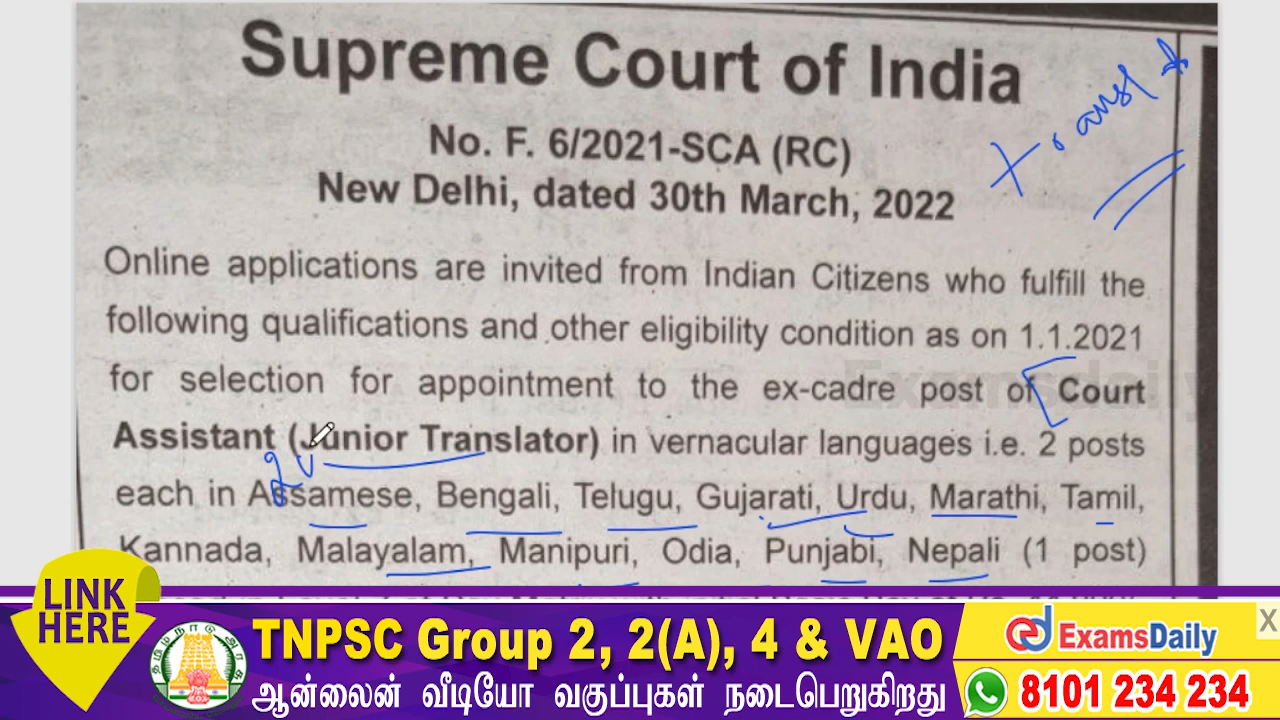 Supreme Court of India
Transl
No. F. 6/2021-SCA (RC)
New Delhi, dated 30th March, 2022
Online applications are invited from Indian Citizens who fulfill the
following qualifications and other eligibility condition as on 1.1.2021
for selection for appointment to the ex-cadre post of Court
Assistant (Junior Translator) in vernacular languages i.e. 2 posts
each in Assamese, Bengali, Telugu, Gujarati, Urdu, Marathi, Tamil,
Kannada, Malayalam, Manipuri, Odia, Punjabi, Nepali (1 post)
Examsdaily
LINK
HERE
TNPSC Group 2, 2(A), 4 & VAO
ஆன்லைன் வீடியோ வகுப்புகள் நடைபெறுகிறது
ExamsDaily
8101 234 234
X